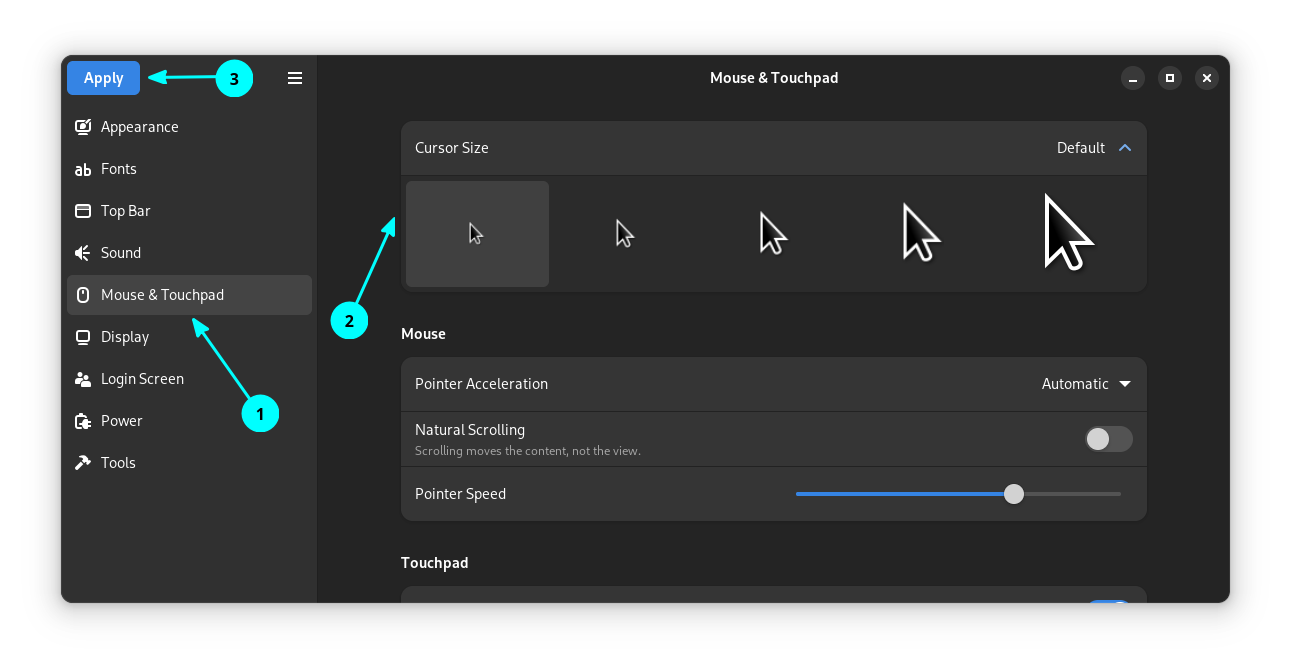 Apply
3
Mouse & Touchpad
Appearance
Fonts
Top Bar
Sound
Mouse & Touchpad
Display
Login Screen
Power
Tools
1
Cursor Size
Default
2
Mouse
Pointer Acceleration
Automatic
Natural Scrolling
Scrolling moves the content, not the view.
Pointer Speed
Touchpad